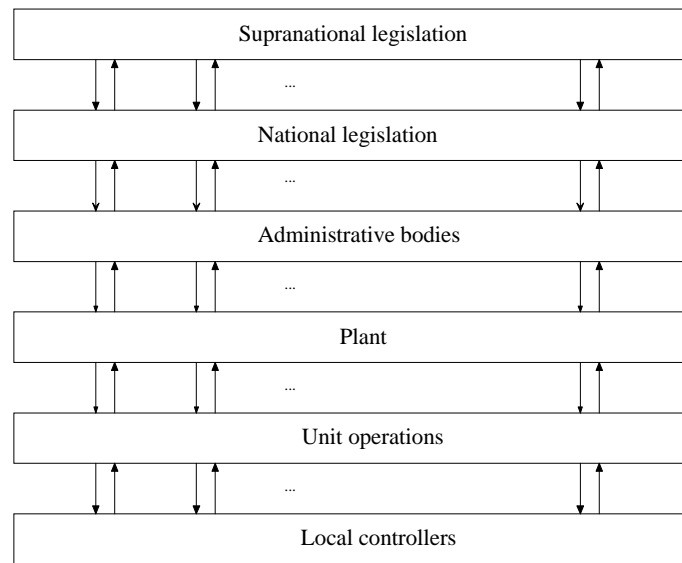 Supranational legislation
...
National legislation
...
Administrative bodies
...
Plant
...
Unit operations
...
Local controllers